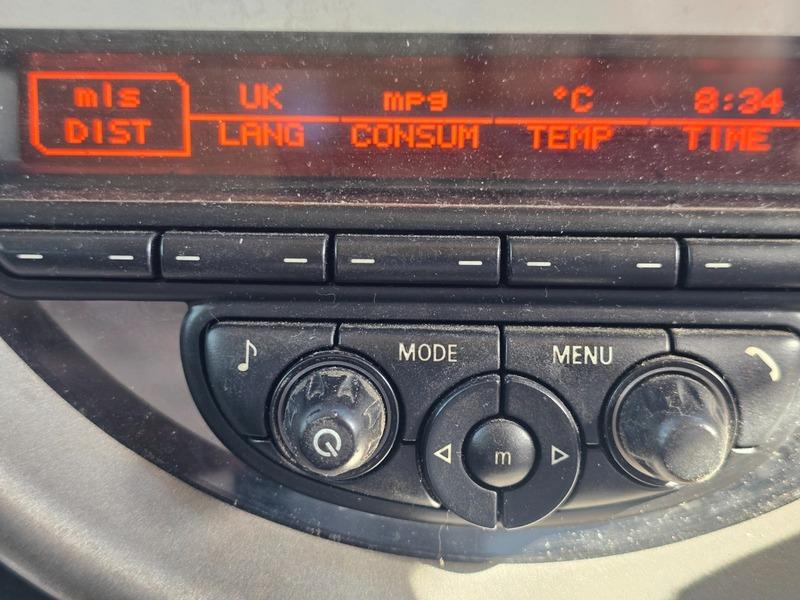 mls UK mpg °C 8:34
DIST LANG CONSUM TEMP TIME
MODE MENU
m